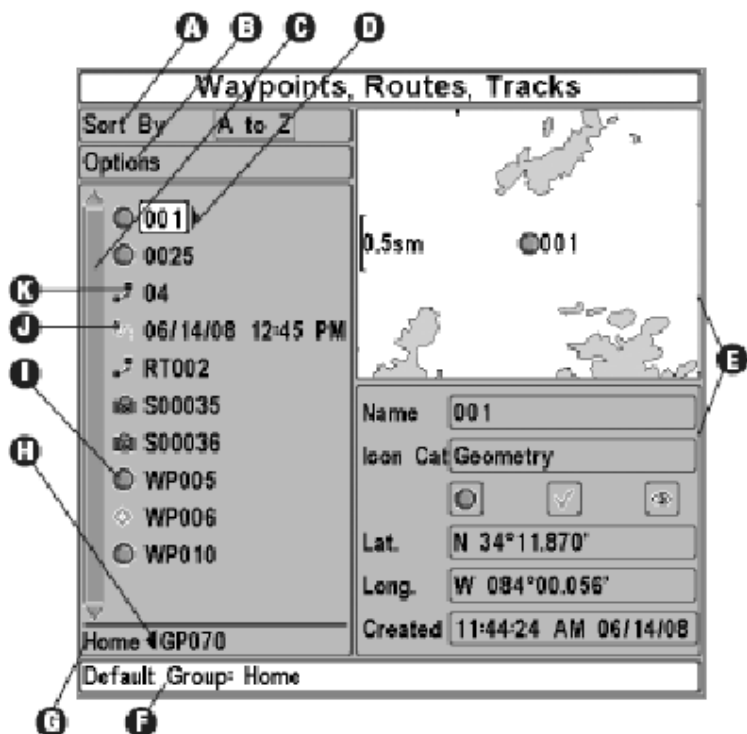 A B C D
Waypoints, Routes, Tracks
Sort By A to Z
Options
001
0025
K 04
J 06/14/08 12:45 PM
RT002
I S00035
S00036
H WP005
WP006
WP010
Home GP070
Default Group: Home
G F
0.5sm 001
E
Name 001
Icon Cat Geometry
Lat. N 34°11.870'
Long. W 084°00.056'
Created 11:44:24 AM 06/14/08